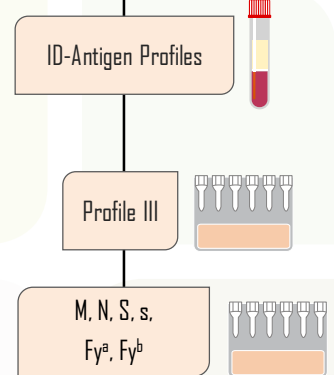 ID-Antigen Profiles
Profile III
M, N, S, s,
Fyᵃ, Fyᵇ